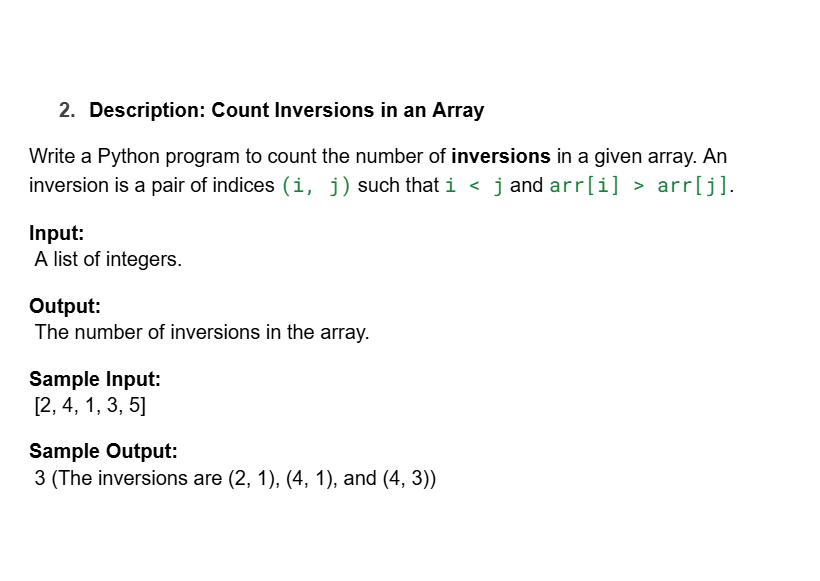 2. Description: Count Inversions in an Array
Write a Python program to count the number of inversions in a given array. An
inversion is a pair of indices (i, j) such that i < j and arr[i] > arr[j].
Input:
A list of integers.
Output:
The number of inversions in the array.
Sample Input:
[2, 4, 1, 3, 5]
Sample Output:
3 (The inversions are (2, 1), (4, 1), and (4, 3))